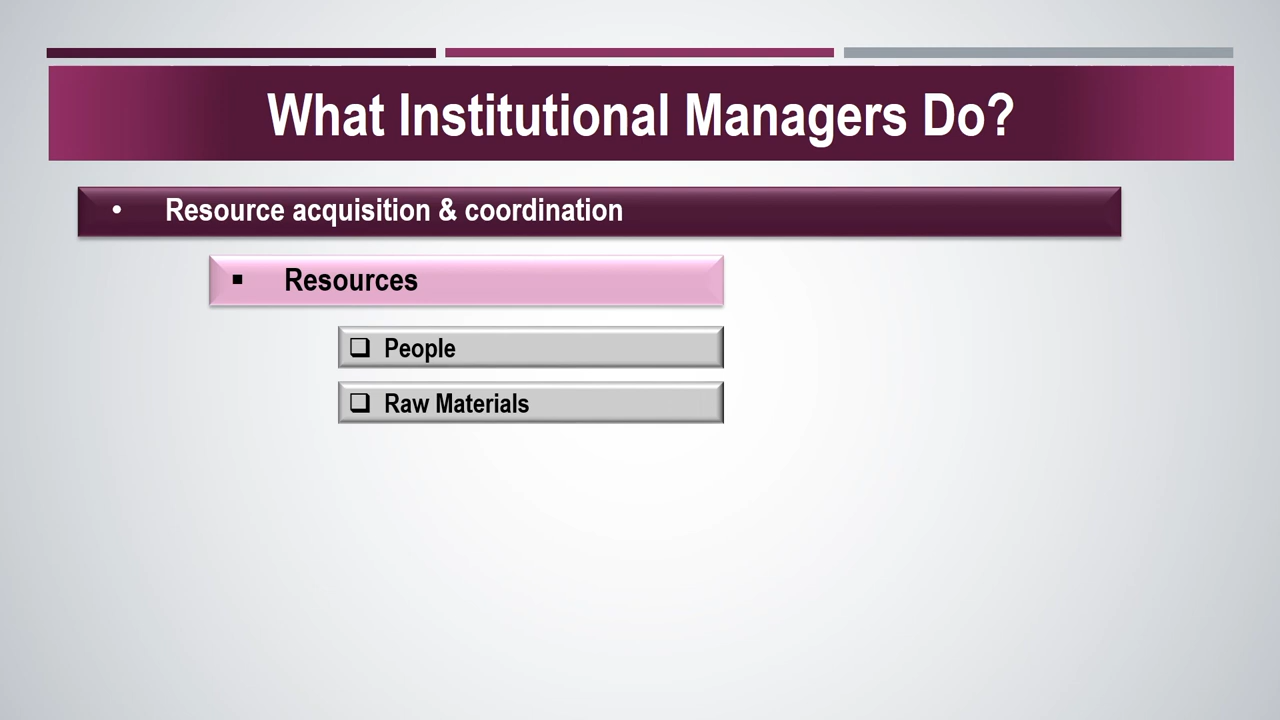 What Institutional Managers Do?
• Resource acquisition & coordination
▪ Resources
❑ People
❑ Raw Materials